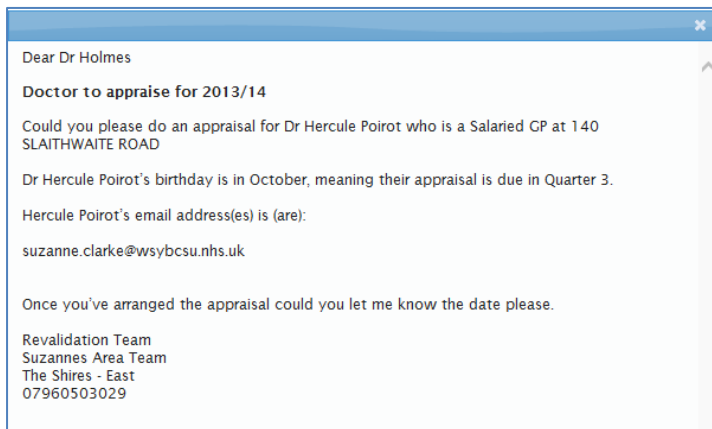 Dear Dr Holmes
Doctor to appraise for 2013/14
Could you please do an appraisal for Dr Hercule Poirot who is a Salaried GP at 140
SLAITHWAITE ROAD
Dr Hercule Poirot's birthday is in October, meaning their appraisal is due in Quarter 3.
Hercule Poirot's email address(es) is (are):
suzanne.clarke@wsybcsu.nhs.uk
Once you've arranged the appraisal could you let me know the date please.
Revalidation Team
Suzannes Area Team
The Shires - East
07960503029